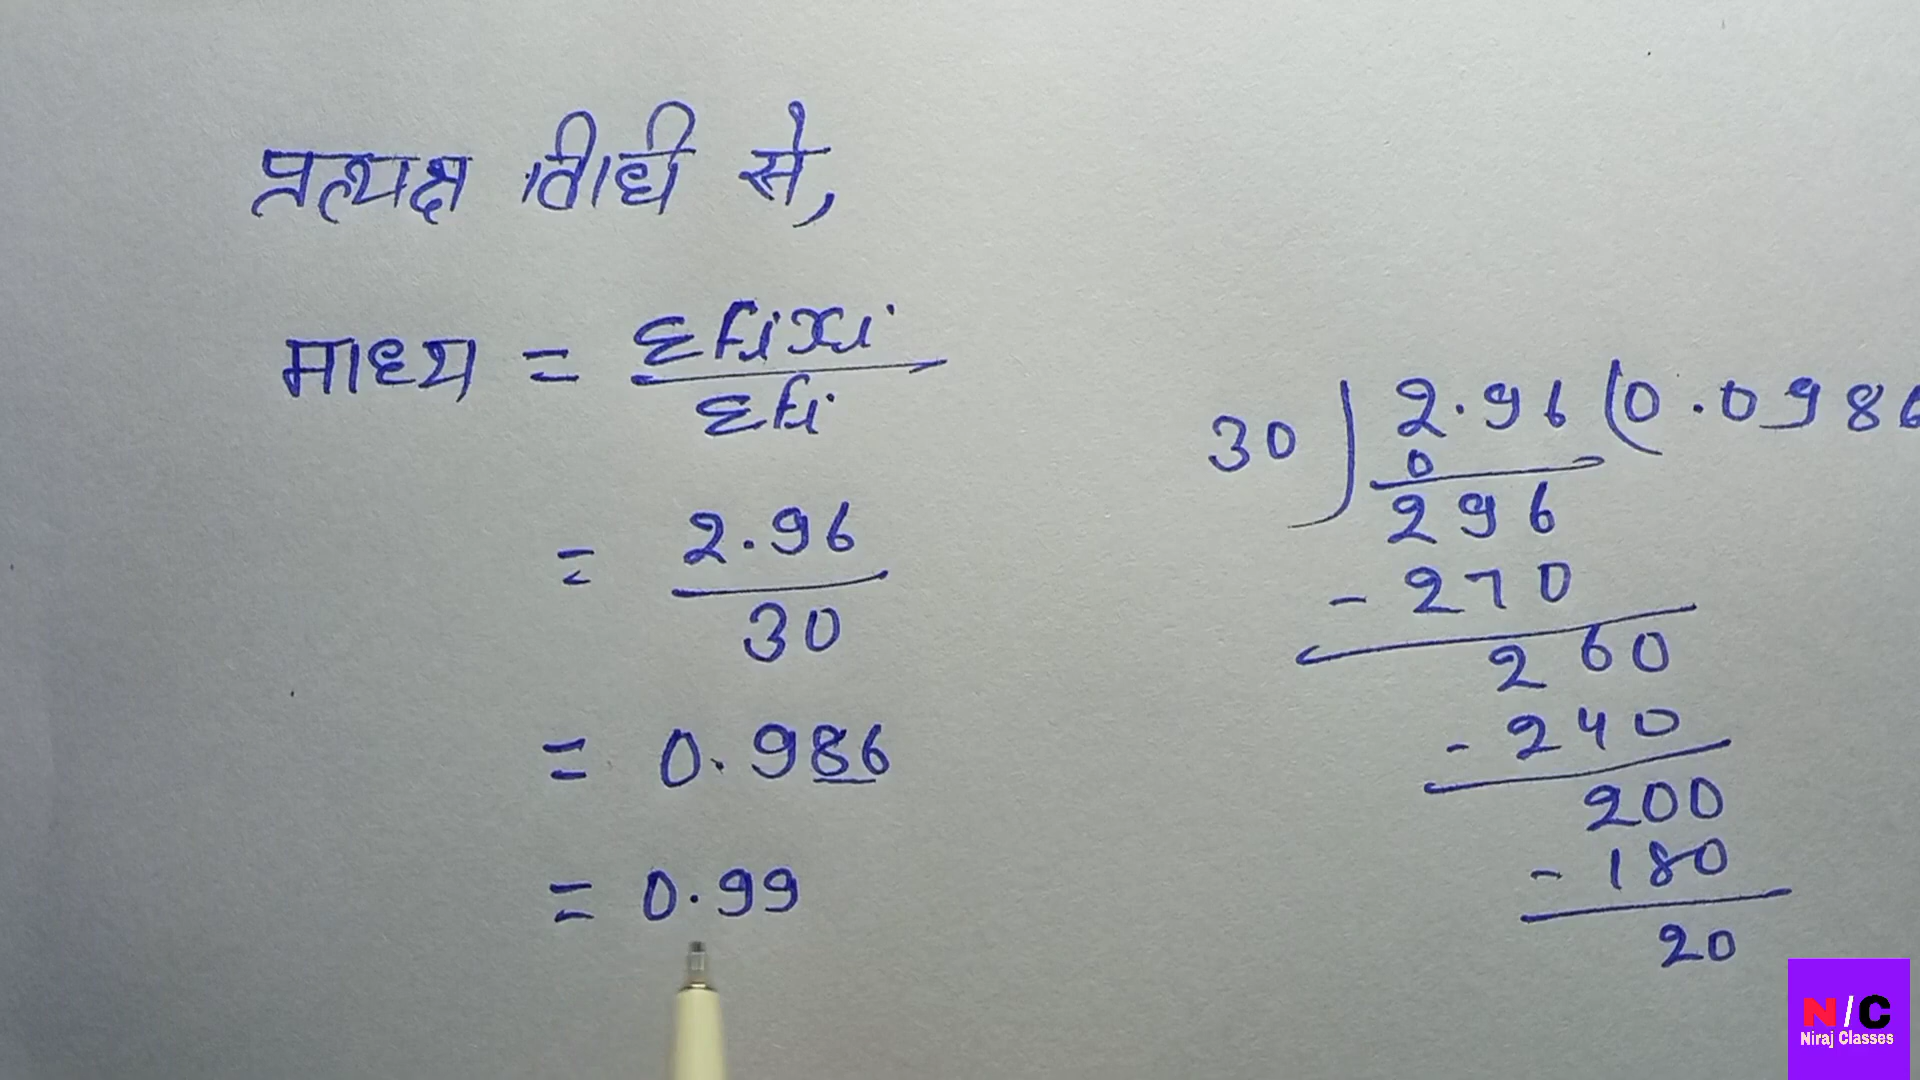 प्रत्यक्ष विधि से,
माध्य = Σfixi / Σfi
= 2.96 / 30
= 0.986
= 0.99
30 ) 2.96 ( 0.0986
0
296
- 270
260
- 240
200
- 180
20
N/C
Niraj Classes